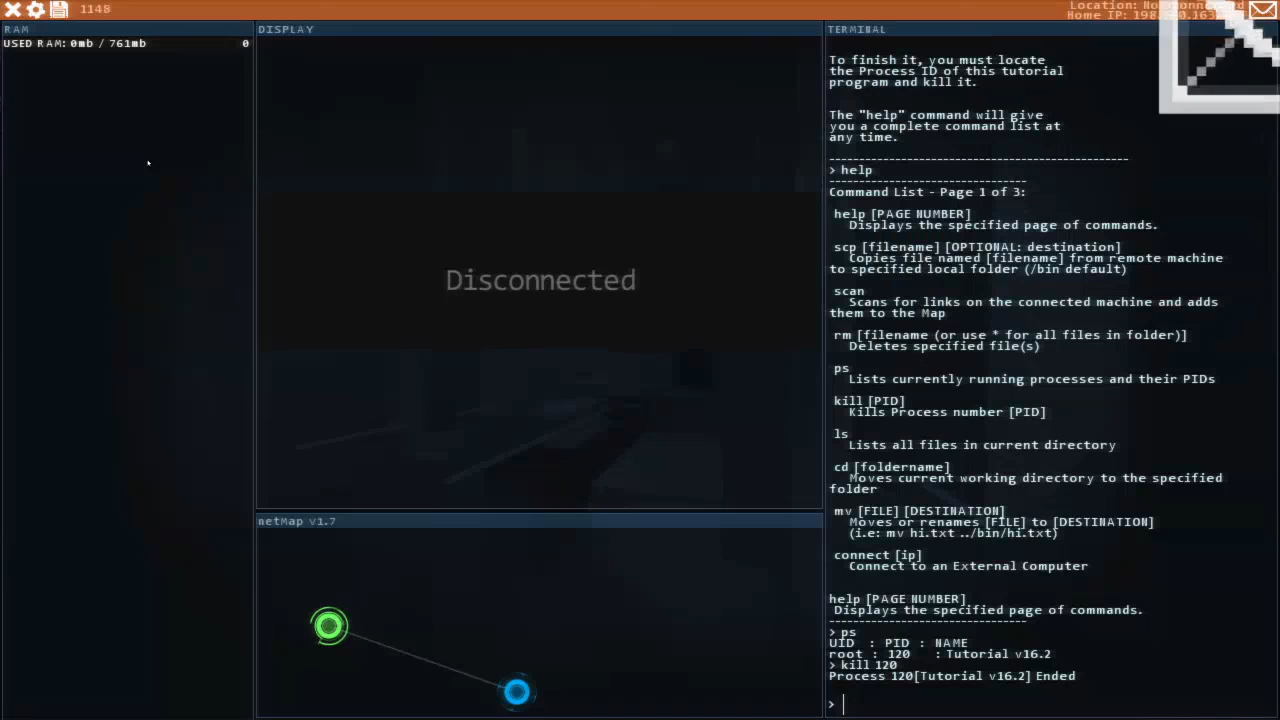 1148
Location: No
Home IP:
RAM
USED RAM: 0mb / 761mb 0
DISPLAY
Disconnected
netMap v1.7
TERMINAL
To finish it, you must locate
the Process ID of this tutorial
program and kill it.
The "help" command will give
you a complete command list at
any time.
--------------------------------------------------
> help
---------------------------------
Command List - Page 1 of 3:
help [PAGE NUMBER]
Displays the specified page of commands.
scp [filename] [OPTIONAL: destination]
Copies file named [filename] from remote machine
to specified local folder (/bin default)
scan
Scans for links on the connected machine and adds
them to the Map
rm [filename (or use * for all files in folder)]
Deletes specified file(s)
ps
Lists currently running processes and their PIDs
kill [PID]
Kills Process number [PID]
ls
Lists all files in current directory
cd [foldername]
Moves current working directory to the specified
folder
mv [FILE] [DESTINATION]
Moves or renames [FILE] to [DESTINATION]
(i.e: mv hi.txt ../bin/hi.txt)
connect [ip]
Connect to an External Computer
help [PAGE NUMBER]
Displays the specified page of commands.
---------------------------------
> ps
UID : PID : NAME
root : 120 : Tutorial v16.2
> kill 120
Process 120[Tutorial v16.2] Ended
>